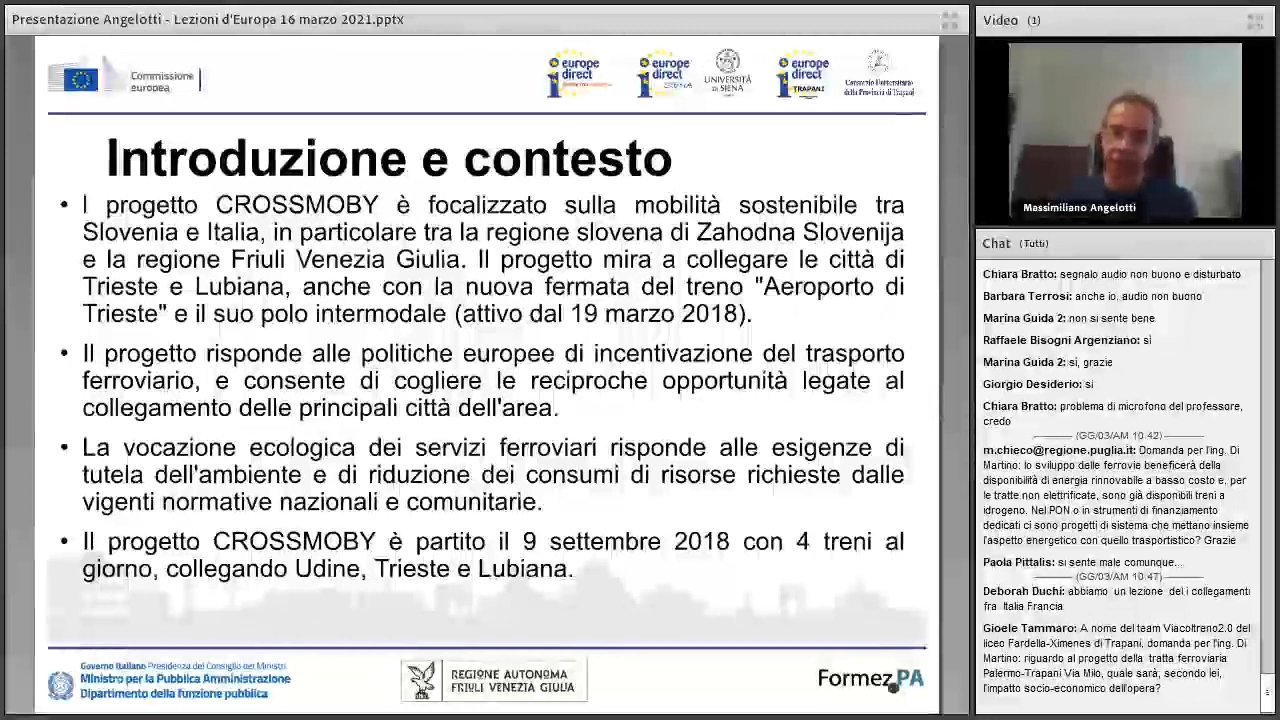 Presentazione Angelotti - Lezioni d'Europa 16 marzo 2021.pptx
Commissione
europea
europe
direct
europe
direct
SIENA
UNIVERSITÀ
DI SIENA
europe
direct
TRAPANI
Consorzio Universitario
della Provincia di Trapani
Introduzione e contesto
• I progetto CROSSMOBY è focalizzato sulla mobilità sostenibile tra
Slovenia e Italia, in particolare tra la regione slovena di Zahodna Slovenija
e la regione Friuli Venezia Giulia. Il progetto mira a collegare le città di
Trieste e Lubiana, anche con la nuova fermata del treno "Aeroporto di
Trieste" e il suo polo intermodale (attivo dal 19 marzo 2018).
• Il progetto risponde alle politiche europee di incentivazione del trasporto
ferroviario, e consente di cogliere le reciproche opportunità legate al
collegamento delle principali città dell'area.
• La vocazione ecologica dei servizi ferroviari risponde alle esigenze di
tutela dell'ambiente e di riduzione dei consumi di risorse richieste dalle
vigenti normative nazionali e comunitarie.
• Il progetto CROSSMOBY è partito il 9 settembre 2018 con 4 treni al
giorno, collegando Udine, Trieste e Lubiana.
Governo Italiano Presidenza del Consiglio dei Ministri
Ministro per la Pubblica Amministrazione
Dipartimento della funzione pubblica
REGIONE AUTONOMA
FRIULI VENEZIA GIULIA
Formez PA
Video (1)
Massimiliano Angelotti
Chat (Tutti)
Chiara Bratto: segnalo audio non buono e disturbato
Barbara Terrosi: anche io, audio non buono
Marina Guida 2: non si sente bene
Raffaele Bisogni Argenziano: sì
Marina Guida 2: si, grazie
Giorgio Desiderio: si
Chiara Bratto: problema di microfono del professore,
credo
(GG/03/AM 10:42)
m.chieco@regione.puglia.it: Domanda per l'ing. Di
Martino: lo sviluppo delle ferrovie beneficerà della
disponibilità di energia rinnovabile a basso costo e, per
le tratte non elettrificate, sono già disponibili treni a
idrogeno. Nel PON o in strumenti di finanziamento
dedicati ci sono progetti di sistema che mettano insieme
l'aspetto energetico con quello trasportistico? Grazie
Paola Pittalis: si sente male comunque...
(GG/03/AM 10:47)
Deborah Duchi: abbiamo un lezione del i collegamenti
fra Italia Francia
Gioele Tammaro: A nome del team Viacoltreno2.0 del
liceo Fardella-Ximenes di Trapani, domanda per l'ing. Di
Martino: riguardo al progetto della tratta ferroviaria
Palermo-Trapani Via Milo, quale sarà, secondo lei,
l'impatto socio-economico dell'opera?